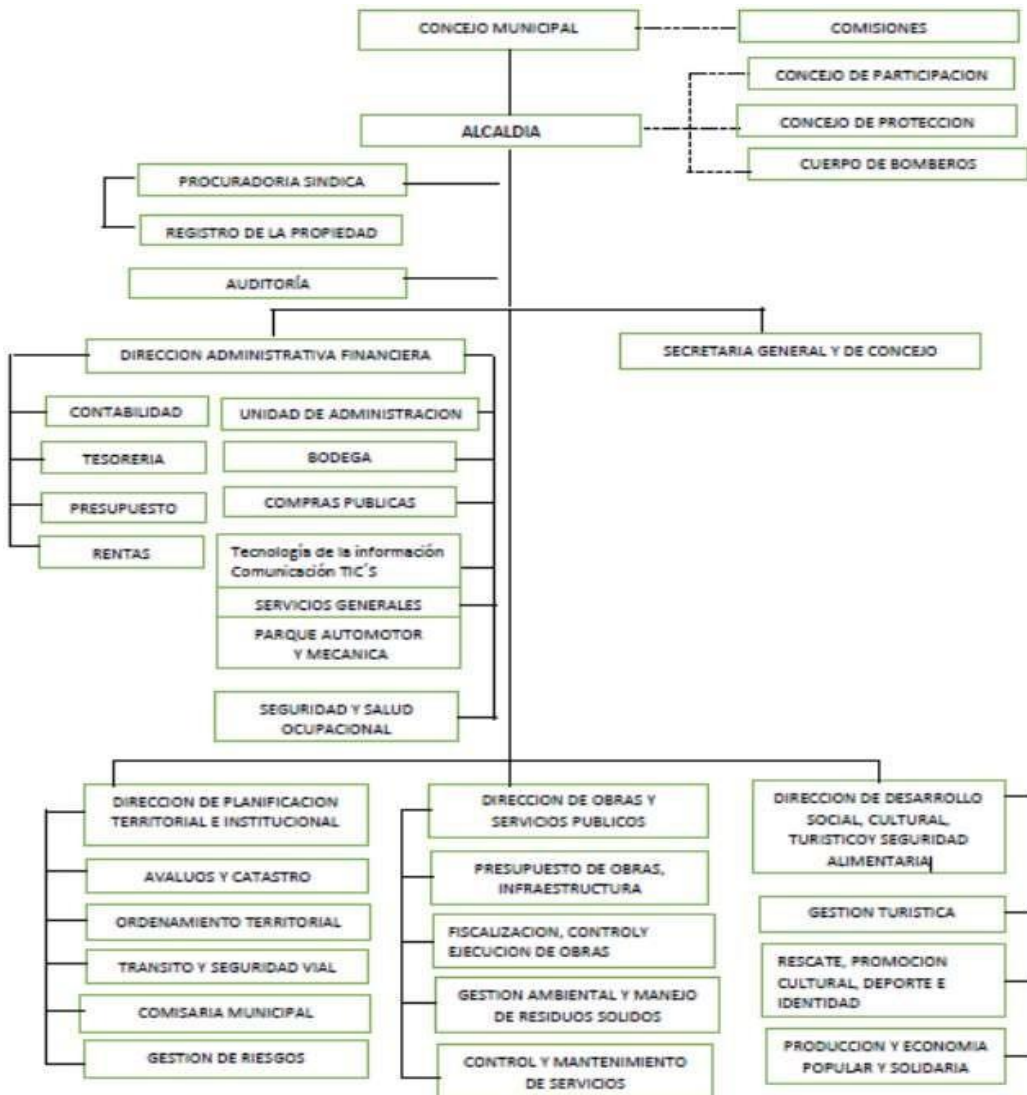 CONCEJO MUNICIPAL
COMISIONES
CONCEJO DE PARTICIPACION
ALCALDIA
CONCEJO DE PROTECCION
CUERPO DE BOMBEROS
PROCURADORIA SINDICA
REGISTRO DE LA PROPIEDAD
AUDITORÍA
DIRECCION ADMINISTRATIVA FINANCIERA
SECRETARIA GENERAL Y DE CONCEJO
CONTABILIDAD
TESORERIA
PRESUPUESTO
RENTAS
UNIDAD DE ADMINISTRACION
BODEGA
COMPRAS PUBLICAS
Tecnología de la información
Comunicación TIC´S
SERVICIOS GENERALES
PARQUE AUTOMOTOR
Y MECANICA
SEGURIDAD Y SALUD
OCUPACIONAL
DIRECCION DE PLANIFICACION
TERRITORIAL E INSTITUCIONAL
AVALUOS Y CATASTRO
ORDENAMIENTO TERRITORIAL
TRANSITO Y SEGURIDAD VIAL
COMISARIA MUNICIPAL
GESTION DE RIESGOS
DIRECCION DE OBRAS Y
SERVICIOS PUBLICOS
PRESUPUESTO DE OBRAS,
INFRAESTRUCTURA
FISCALIZACION, CONTROLY
EJECUCION DE OBRAS
GESTION AMBIENTAL Y MANEJO
DE RESIDUOS SOLIDOS
CONTROL Y MANTENIMIENTO
DE SERVICIOS
DIRECCION DE DESARROLLO
SOCIAL, CULTURAL,
TURISTICOY SEGURIDAD
ALIMENTARIA
GESTION TURISTICA
RESCATE, PROMOCION
CULTURAL, DEPORTE E
IDENTIDAD
PRODUCCION Y ECONOMIA
POPULAR Y SOLIDARIA